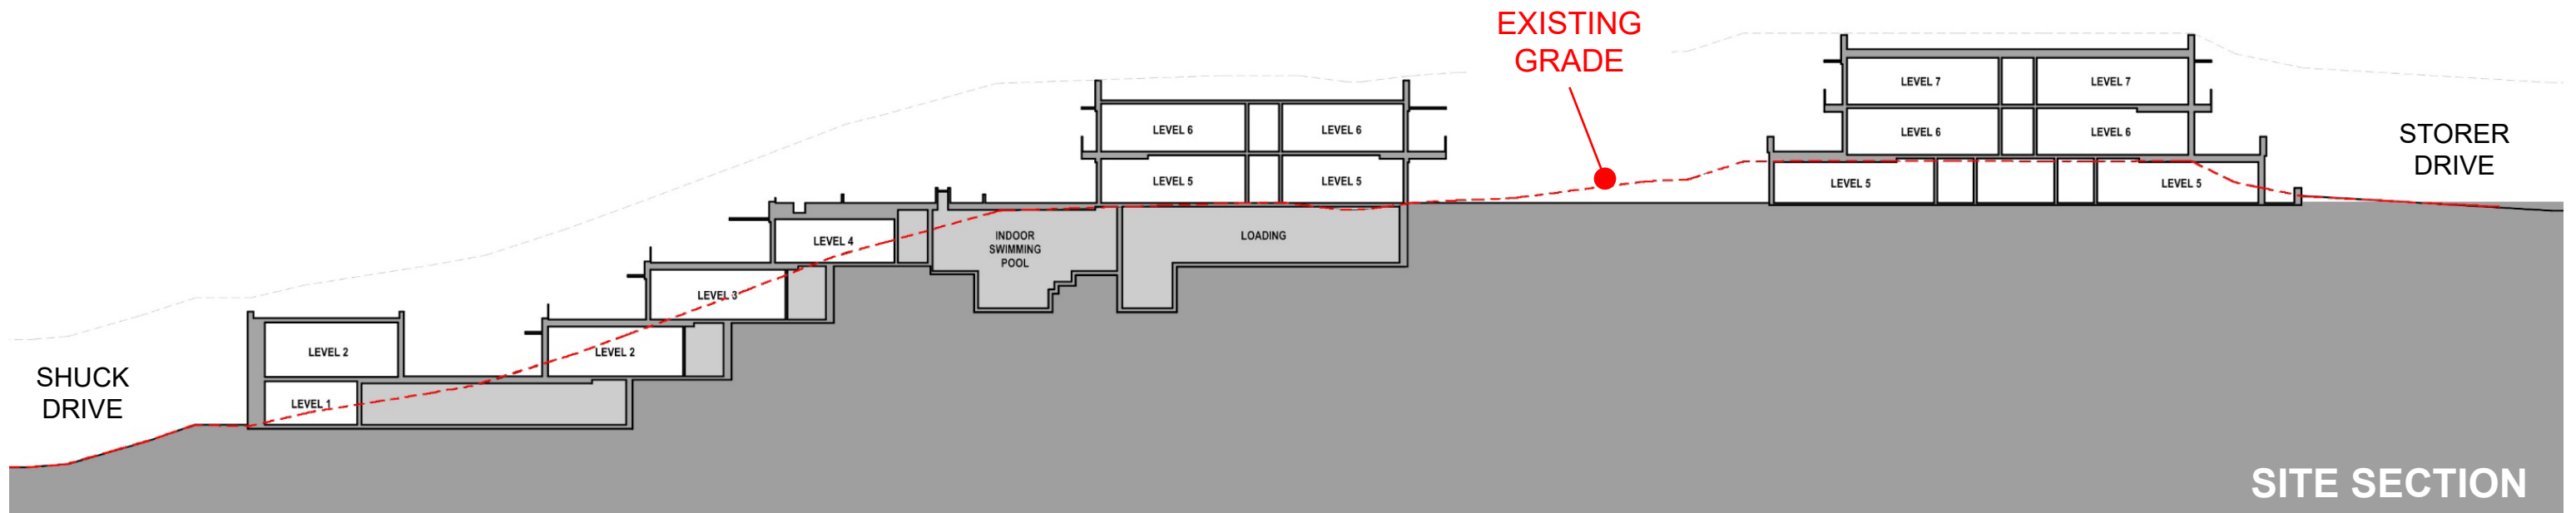 EXISTING
GRADE
LEVEL 7
LEVEL 7
STORER
DRIVE
LEVEL 6
LEVEL 6
LEVEL 6
LEVEL 6
LEVEL 5
LEVEL 5
LEVEL 5
LEVEL 5
LEVEL 4
INDOOR
SWIMMING
POOL
LOADING
LEVEL 3
LEVEL 2
LEVEL 2
SHUCK
DRIVE
LEVEL 1
SITE SECTION